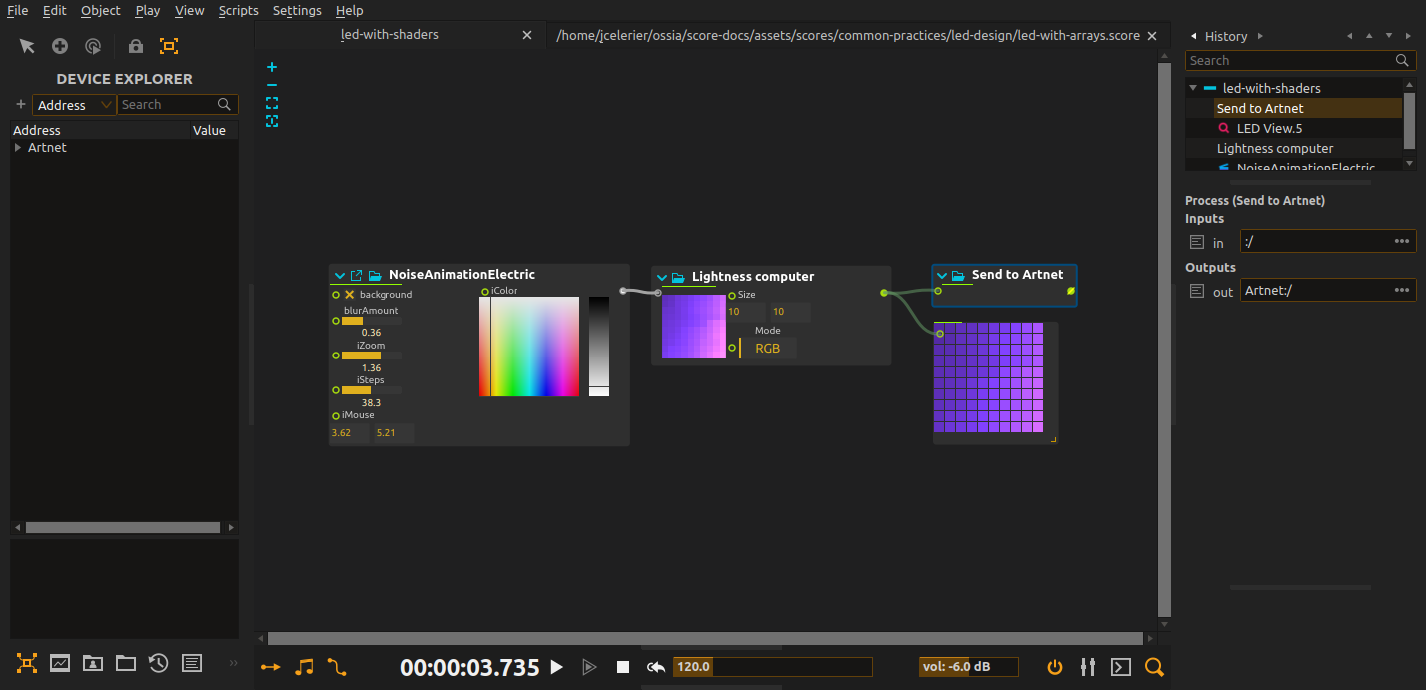 File Edit Object Play View Scripts Settings Help
led-with-shaders
/home/jcelerier/ossia/score-docs/assets/scores/common-practices/led-design/led-with-arrays.score
DEVICE EXPLORER
Address
Search
Address Value
Artnet
NoiseAnimationElectric
background
blurAmount
0.36
iZoom
1.36
iSteps
38.3
iMouse
3.62 5.21
iColor
Lightness computer
Size
10 10
Mode
RGB
Send to Artnet
History
Search
led-with-shaders
Send to Artnet
LED View.5
Lightness computer
NoiseAnimationElectric
Process (Send to Artnet)
Inputs
in :/
Outputs
out Artnet:/
00:00:03.735
120.0
vol: -6.0 dB